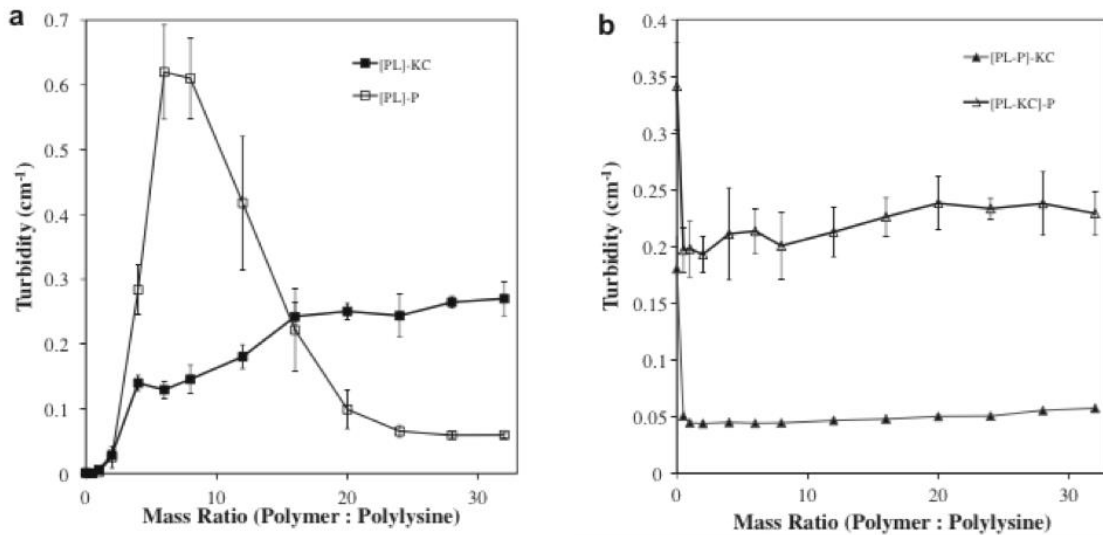 a
0.7
0.6
0.5
0.4
0.3
0.2
0.1
0
Turbidity (cm⁻¹)
[PL]-KC
[PL]-P
0
10
20
30
Mass Ratio (Polymer : Polylysine)
b
0.4
0.35
0.3
0.25
0.2
0.15
0.1
0.05
0
Turbidity (cm⁻¹)
[PL-P]-KC
[PL-KC]-P
0
10
20
30
Mass Ratio (Polymer : Polylysine)